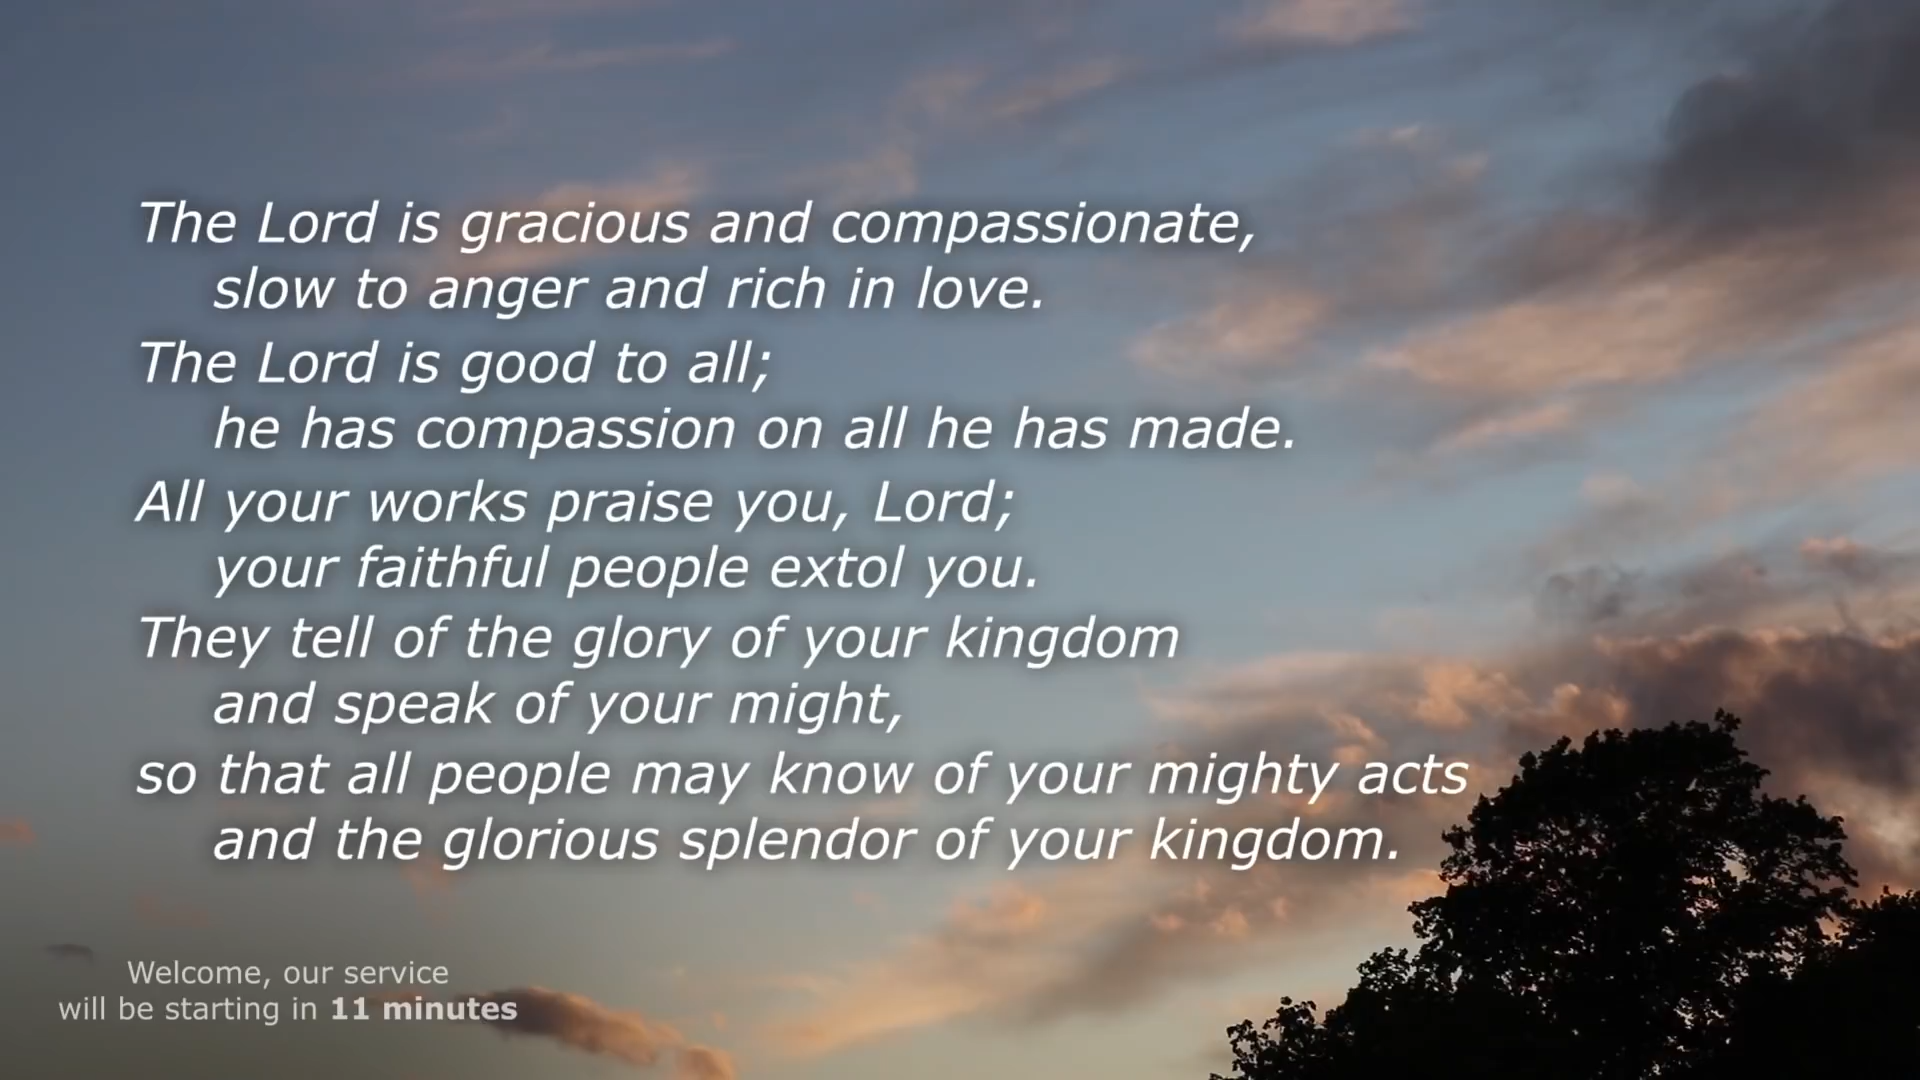 The Lord is gracious and compassionate,
slow to anger and rich in love.
The Lord is good to all;
he has compassion on all he has made.
All your works praise you, Lord;
your faithful people extol you.
They tell of the glory of your kingdom
and speak of your might,
so that all people may know of your mighty acts
and the glorious splendor of your kingdom.
Welcome, our service
will be starting in 11 minutes